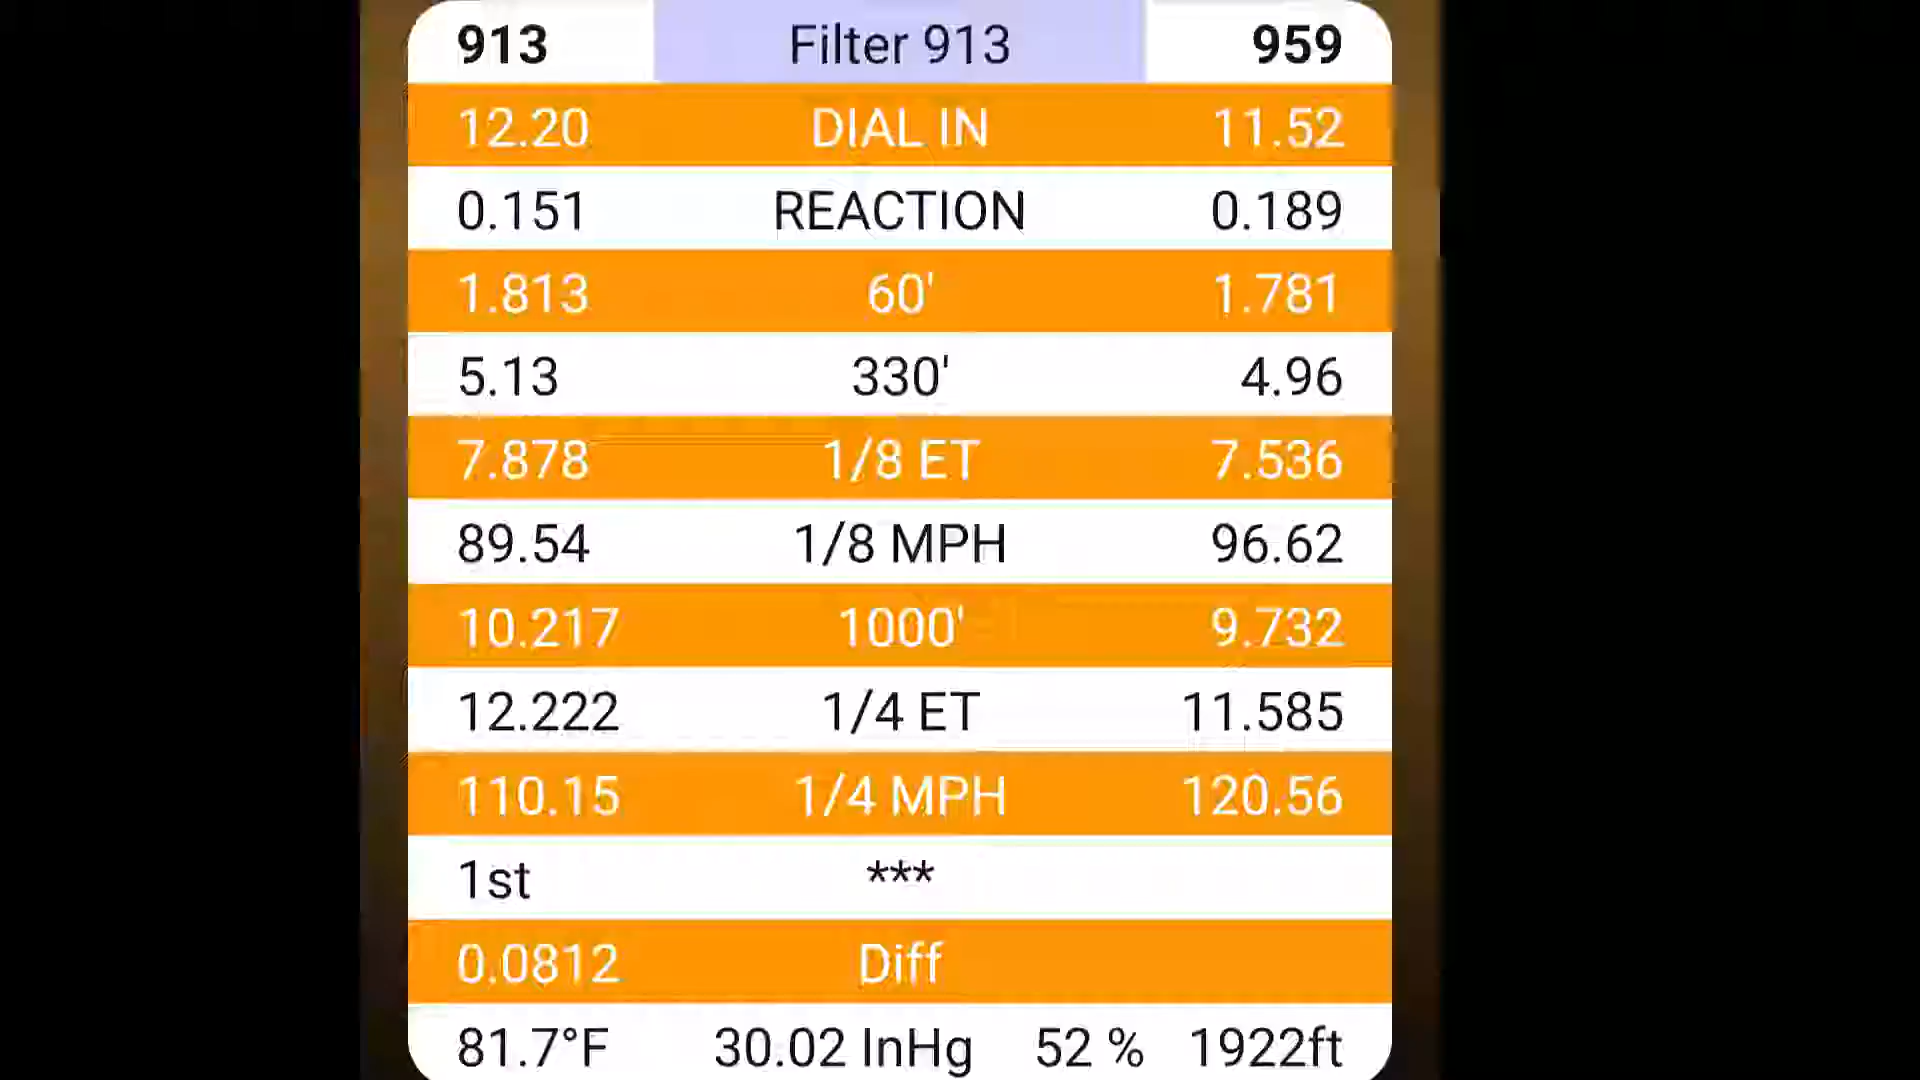 913 Filter 913 959
12.20 DIAL IN 11.52
0.151 REACTION 0.189
1.813 60' 1.781
5.13 330' 4.96
7.878 1/8 ET 7.536
89.54 1/8 MPH 96.62
10.217 1000' 9.732
12.222 1/4 ET 11.585
110.15 1/4 MPH 120.56
1st ***
0.0812 Diff
81.7°F 30.02 InHg 52 % 1922ft